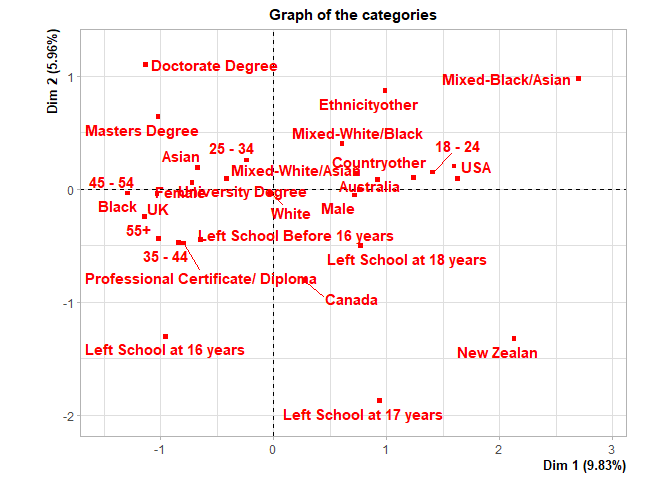 Graph of the categories
Dim 2 (5.96%)
Doctorate Degree
Mixed-Black/Asian
1
Ethnicityother
Masters Degree
Mixed-White/Black
25 - 34
18 - 24
Asian
Countryother
Mixed-White/Asian
USA
45 - 54
Female
University Degree
Australia
0
Black
UK
White
Male
55+
Left School Before 16 years
35 - 44
Left School at 18 years
Professional Certificate/ Diploma
Canada
-1
Left School at 16 years
New Zealan
Left School at 17 years
-2
-1
0
1
2
3
Dim 1 (9.83%)